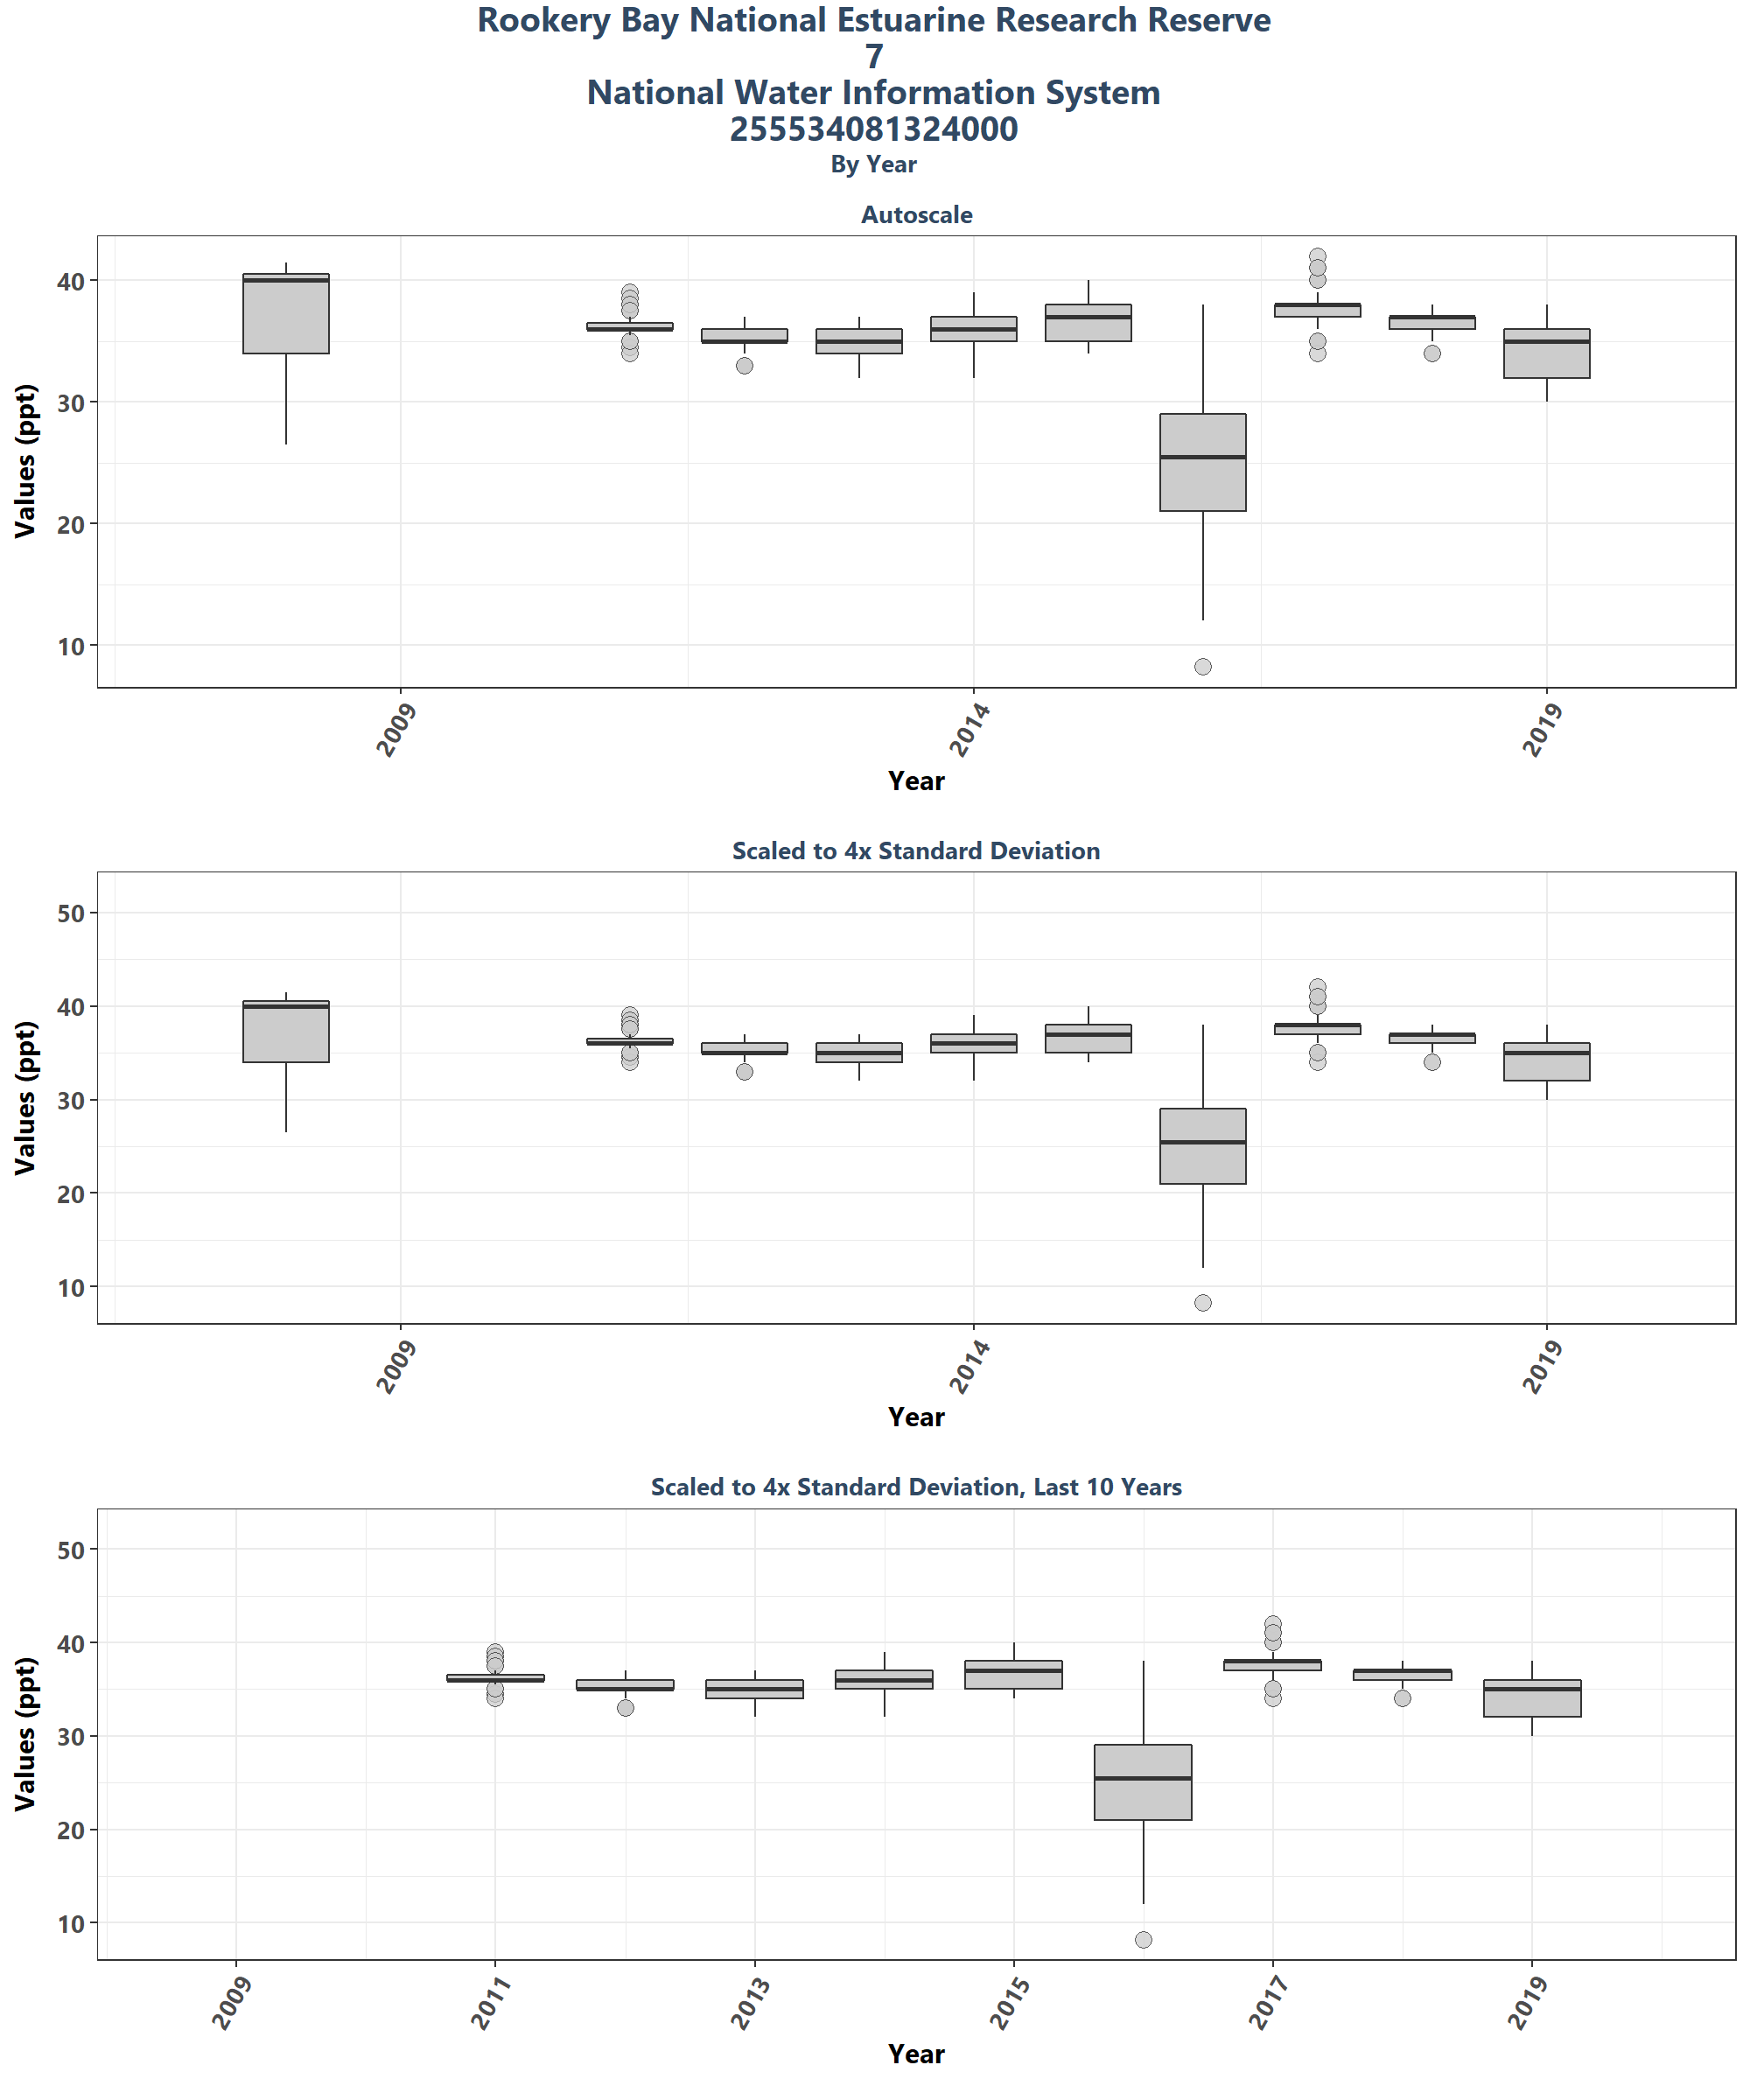 Rookery Bay National Estuarine Research Reserve
7
National Water Information System
255534081324000
By Year
Autoscale
Values (ppt)
40
30
20
10
2009
2014
2019
Year
Scaled to 4x Standard Deviation
Values (ppt)
50
40
30
20
10
2009
2014
2019
Year
Scaled to 4x Standard Deviation, Last 10 Years
Values (ppt)
50
40
30
20
10
2009
2011
2013
2015
2017
2019
Year